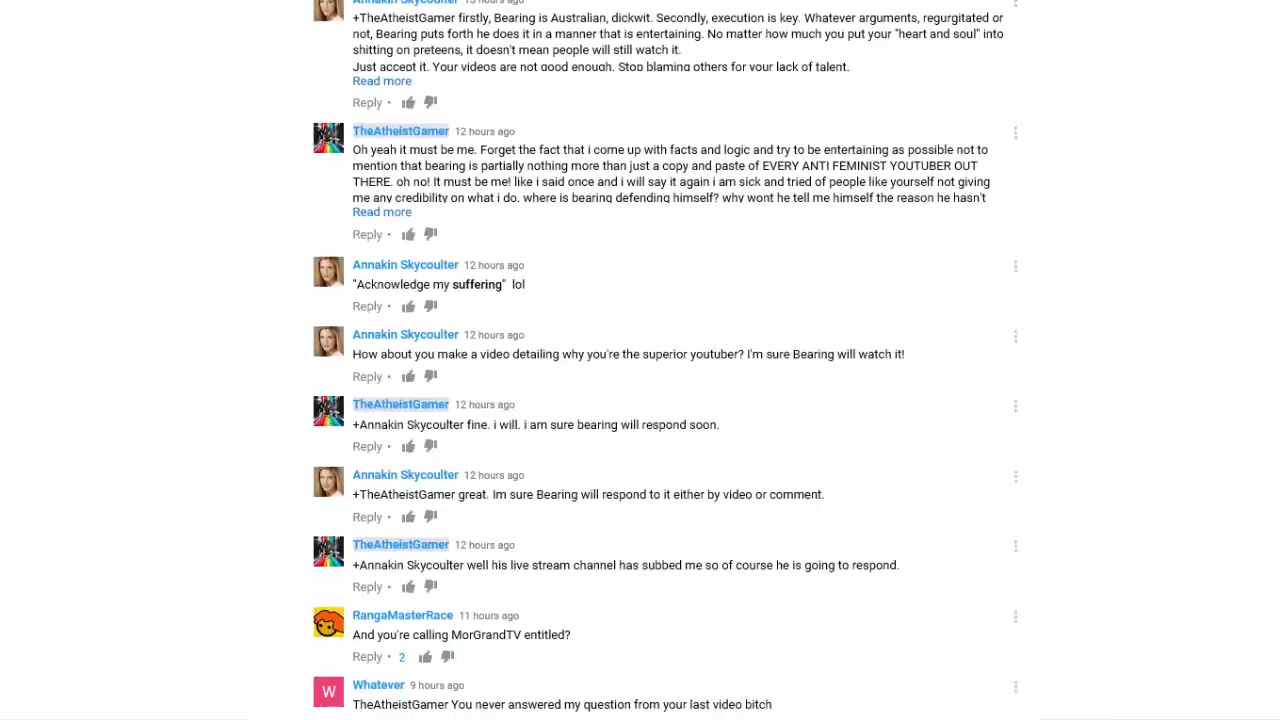 Annakin Skycoulter 13 hours ago
+TheAtheistGamer firstly, Bearing is Australian, dickwit. Secondly, execution is key. Whatever arguments, regurgitated or
not, Bearing puts forth he does it in a manner that is entertaining. No matter how much you put your "heart and soul" into
shitting on preteens, it doesn't mean people will still watch it.
Just accept it. Your videos are not good enough. Stop blaming others for your lack of talent.
Read more
Reply •
TheAtheistGamer 12 hours ago
Oh yeah it must be me. Forget the fact that i come up with facts and logic and try to be entertaining as possible not to
mention that bearing is partially nothing more than just a copy and paste of EVERY ANTI FEMINIST YOUTUBER OUT
THERE. oh no! It must be me! like i said once and i will say it again i am sick and tried of people like yourself not giving
me any credibility on what i do. where is bearing defending himself? why wont he tell me himself the reason he hasn't
Read more
Reply •
Annakin Skycoulter 12 hours ago
"Acknowledge my suffering" lol
Reply •
Annakin Skycoulter 12 hours ago
How about you make a video detailing why you're the superior youtuber? I'm sure Bearing will watch it!
Reply •
TheAtheistGamer 12 hours ago
+Annakin Skycoulter fine. i will. i am sure bearing will respond soon.
Reply •
Annakin Skycoulter 12 hours ago
+TheAtheistGamer great. Im sure Bearing will respond to it either by video or comment.
Reply •
TheAtheistGamer 12 hours ago
+Annakin Skycoulter well his live stream channel has subbed me so of course he is going to respond.
Reply •
RangaMasterRace 11 hours ago
And you're calling MorGrandTV entitled?
Reply • 2
W
Whatever 9 hours ago
TheAtheistGamer You never answered my question from your last video bitch